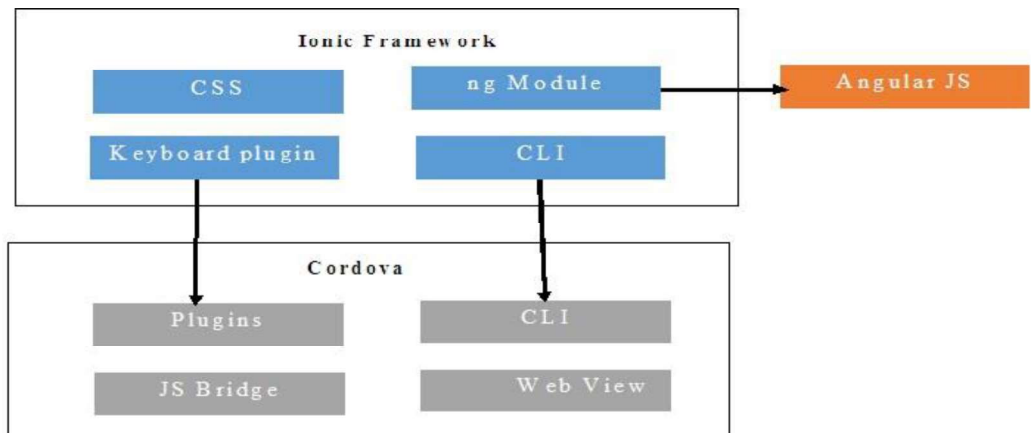 Ionic Framework
CSS
ng Module
Angular JS
Keyboard plugin
CLI
Cordova
Plugins
CLI
JS Bridge
Web View